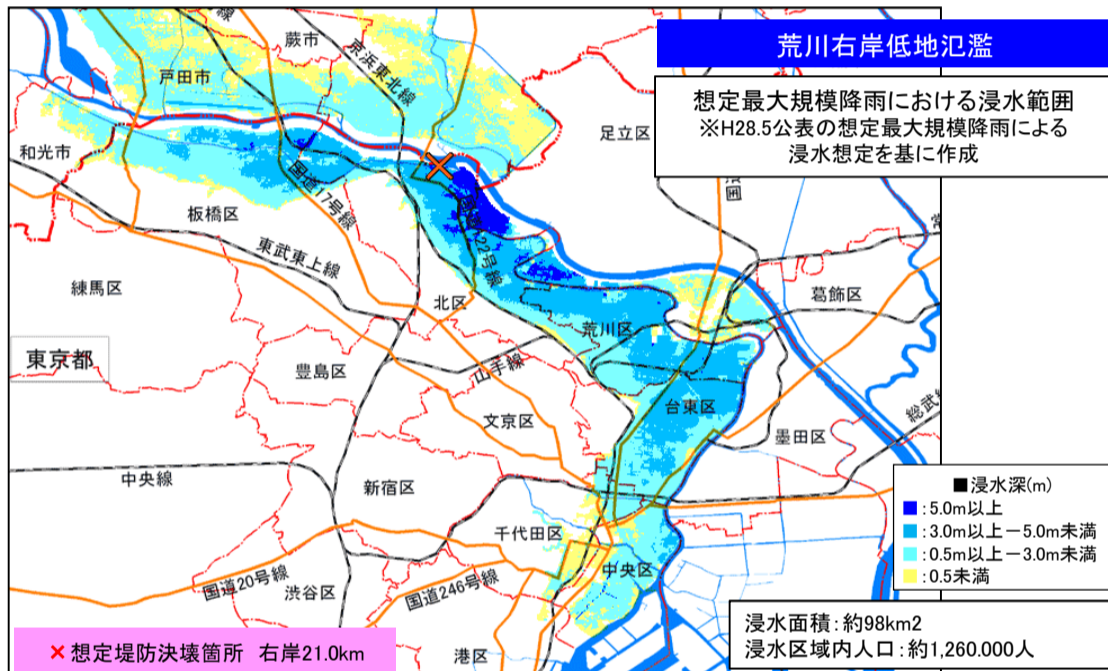 荒川右岸低地氾濫
想定最大規模降雨における浸水範囲
※H28.5公表の想定最大規模降雨による
浸水想定を基に作成
蕨市
京浜東北線
戸田市
足立区
和光市
国道17号線
板橋区
22号線
東武東上線
練馬区
北区
葛飾区
荒川区
東京都
豊島区
山手線
台東区
文京区
墨田区
総武線
中央線
新宿区
千代田区
中央区
国道20号線
渋谷区
国道246号線
港区
■浸水深(m)
:5.0m以上
:3.0m以上−5.0m未満
:0.5m以上−3.0m未満
:0.5未満
浸水面積:約98km2
浸水区域内人口:約1,260.000人
×想定堤防決壊箇所 右岸21.0km